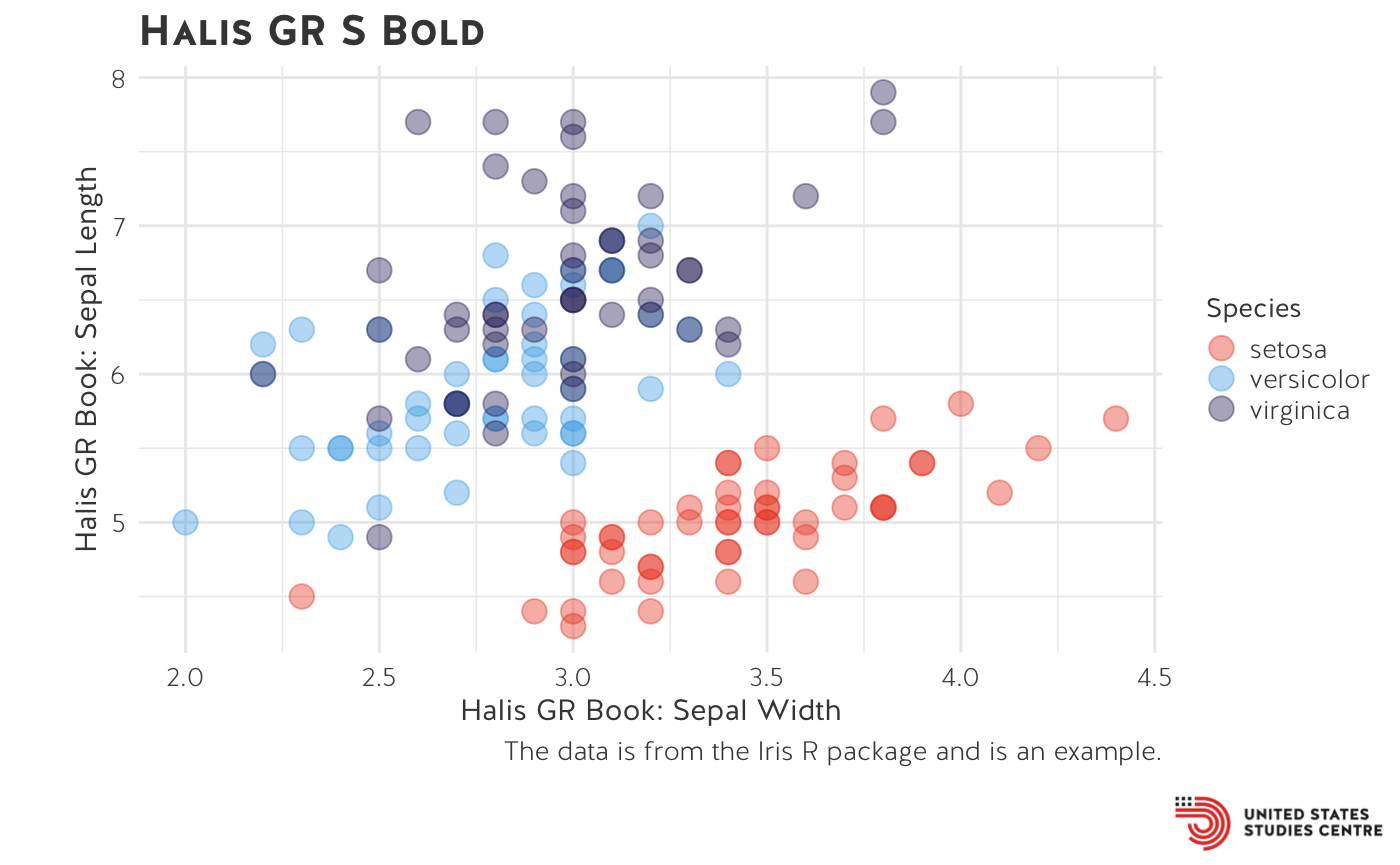 Halis GR S Bold
8
7
6
5
Halis GR Book: Sepal Length
2.0 2.5 3.0 3.5 4.0 4.5
Halis GR Book: Sepal Width
The data is from the Iris R package and is an example.
Species
setosa
versicolor
virginica
UNITED STATES
STUDIES CENTRE